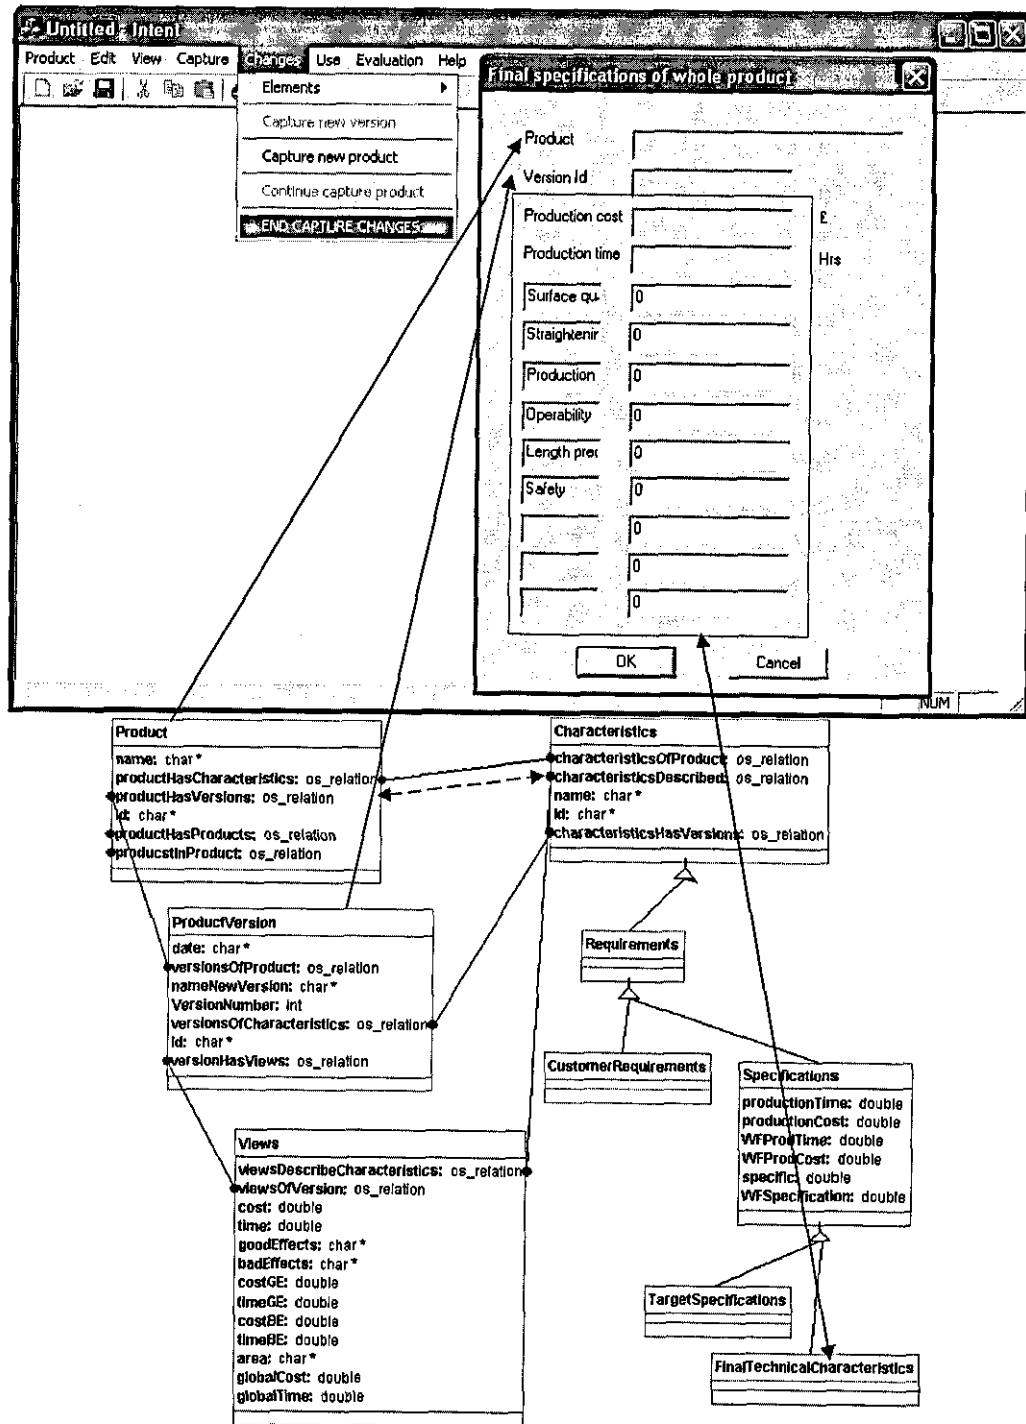 Untitled - Intent
Product Edit View Capture Changes Use Evaluation Help
Elements
Capture new version
Capture new product
Continue capture product
END CAPTURE CHANGES
Final specifications of whole product
Product
Version Id
Production cost £
Production time Hrs
Surface qu 0
Straightenir 0
Production 0
Operability 0
Length prec 0
Safety 0
0
0
0
OK Cancel
NUM
Product
name: char*
productHasCharacteristics: os_relation
productHasVersions: os_relation
id: char*
productHasProducts: os_relation
producstInProduct: os_relation
Characteristics
characteristicsOfProduct: os_relation
characteristicsDescribed: os_relation
name: char*
id: char*
characteristicsHasVersions: os_relation
ProductVersion
date: char*
versionsOfProduct: os_relation
nameNewVersion: char*
VersionNumber: int
versionsOfCharacteristics: os_relation
id: char*
versionHasViews: os_relation
Requirements
CustomerRequirements
Specifications
productionTime: double
productionCost: double
WFProdTime: double
WFProdCost: double
specific: double
WFSpecification: double
Views
viewsDescribeCharacteristics: os_relation
viewsOfVersion: os_relation
cost: double
time: double
goodEffects: char*
badEffects: char*
costGE: double
timeGE: double
costBE: double
timeBE: double
area: char*
globalCost: double
globalTime: double
TargetSpecifications
FinalTechnicalCharacteristics